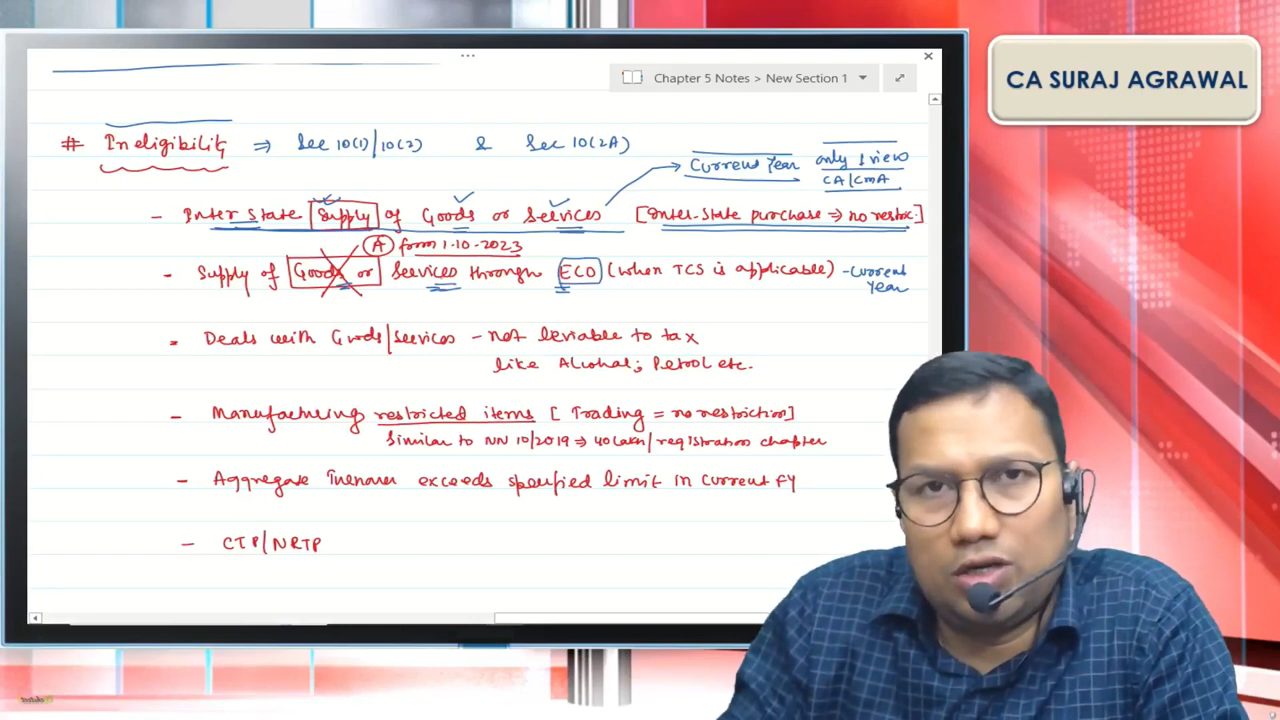 CA SURAJ AGRAWAL
Chapter 5 Notes > New Section 1
# Ineligibility ⇒ Sec 10(1)/10(2) & Sec 10(2A)
Current Year
only 1 view
CA/CMA
- Inter State Supply of Goods or Services [Inter-State purchase ⇒ no restric.]
(A) from 1-10-2023
- Supply of Goods or Services through ECO (when TCS is applicable) - Current Year
- Deals with Goods/Services - not leviable to tax
like Alcohal; Petrol etc.
- Manufacturing restricted items [Trading = no restriction]
Similar to NN 10/2019 ⇒ 40 lakh/registration chapter
- Aggregate Turnover exceeds specified limit in current FY
- CTP/NRTP